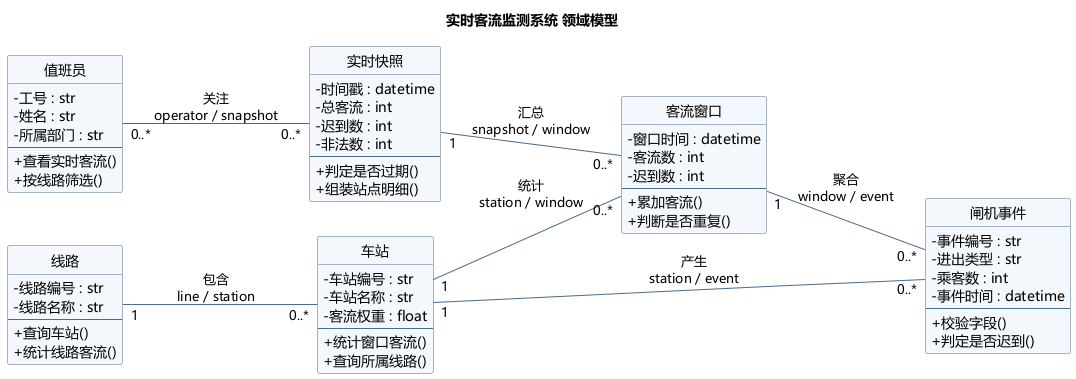 实时客流监测系统 领域模型
值班员
-工号 : str
-姓名 : str
-所属部门 : str
+查看实时客流()
+按线路筛选()
关注
operator / snapshot
0..*
0..*
实时快照
-时间戳 : datetime
-总客流 : int
-迟到数 : int
-非法数 : int
+判定是否过期()
+组装站点明细()
汇总
snapshot / window
1
0..*
客流窗口
-窗口时间 : datetime
-客流数 : int
-迟到数 : int
+累加客流()
+判断是否重复()
统计
station / window
0..*
1
聚合
window / event
1
0..*
闸机事件
-事件编号 : str
-进出类型 : str
-乘客数 : int
-事件时间 : datetime
+校验字段()
+判定是否迟到()
线路
-线路编号 : str
-线路名称 : str
+查询车站()
+统计线路客流()
包含
line / station
1
0..*
车站
-车站编号 : str
-车站名称 : str
-客流权重 : float
+统计窗口客流()
+查询所属线路()
产生
station / event
1
0..*